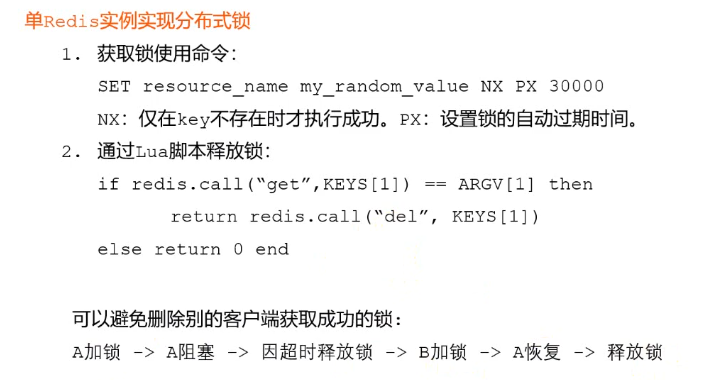 单Redis实例实现分布式锁
1. 获取锁使用命令:
SET resource_name my_random_value NX PX 30000
NX: 仅在key不存在时才执行成功。PX: 设置锁的自动过期时间。
2. 通过Lua脚本释放锁:
if redis.call(“get”,KEYS[1]) == ARGV[1] then
return redis.call(“del”, KEYS[1])
else return 0 end
可以避免删除别的客户端获取成功的锁:
A加锁 -> A阻塞 -> 因超时释放锁 -> B加锁 -> A恢复 -> 释放锁